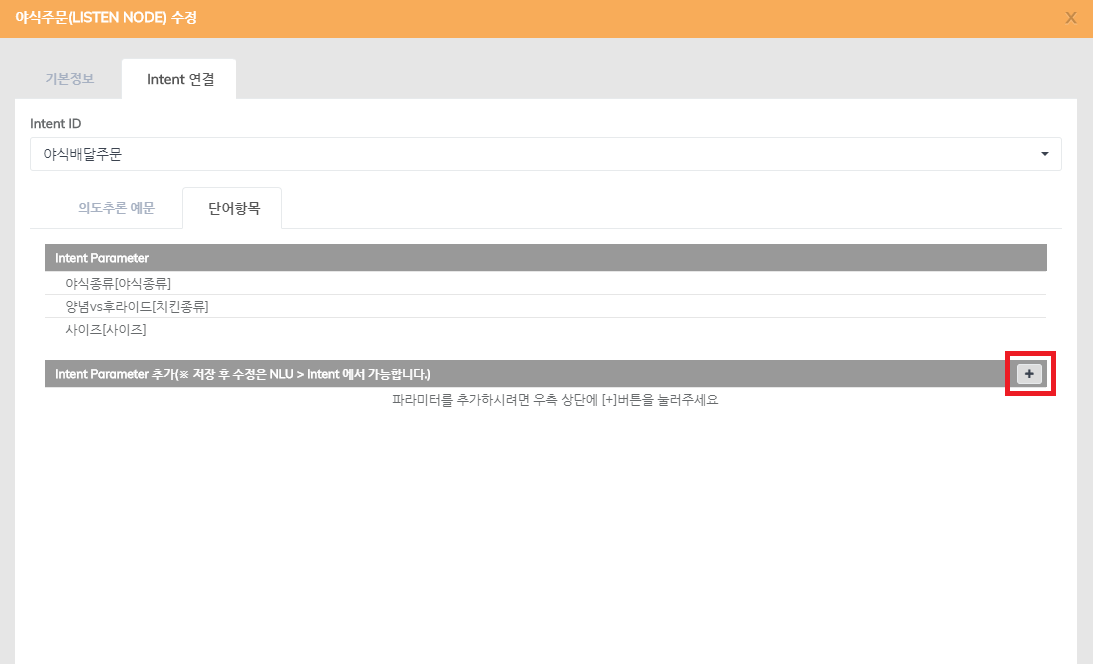 야식주문(LISTEN NODE) 수정 X
기본정보 Intent 연결
Intent ID
야식배달주문
의도추론 예문 단어항목
Intent Parameter
야식종류[야식종류]
양념vs후라이드[치킨종류]
사이즈[사이즈]
Intent Parameter 추가(※ 저장 후 수정은 NLU > Intent 에서 가능합니다.) +
파라미터를 추가하시려면 우측 상단에 [+]버튼을 눌러주세요